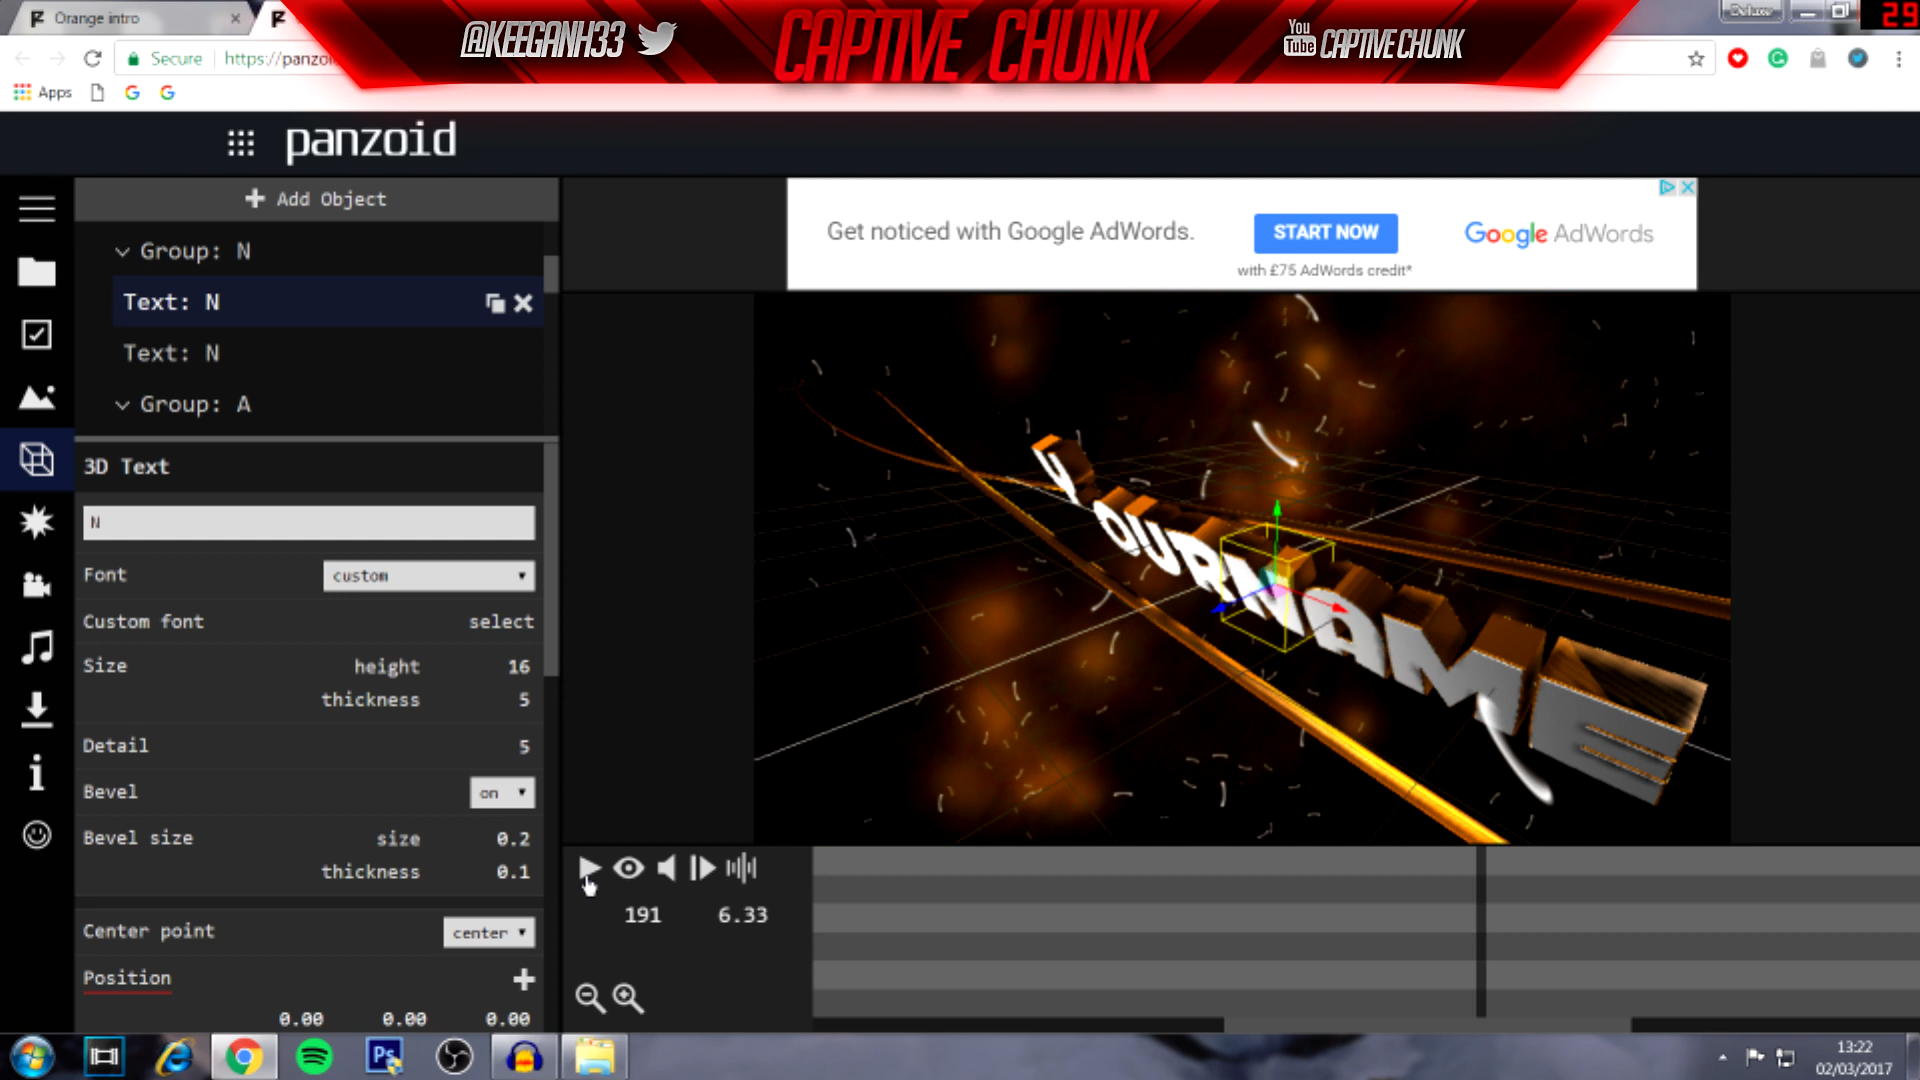 Orange intro
@KEEGANH33
CAPTIVE CHUNK
You
Tube CAPTIVE CHUNK
Deluxe
29
Secure
https://panzoi
Apps
panzoid
Add Object
Group: N
Text: N
Text: N
Group: A
3D Text
N
Font
custom
Custom font
select
Size
height
16
thickness
5
Detail
5
Bevel
on
Bevel size
size
0.2
thickness
0.1
Center point
center
Position
0.00
0.00
0.00
Get noticed with Google AdWords.
START NOW
with £75 AdWords credit*
Google AdWords
YOURNAME
191
6.33
Ps
13:22
02/03/2017